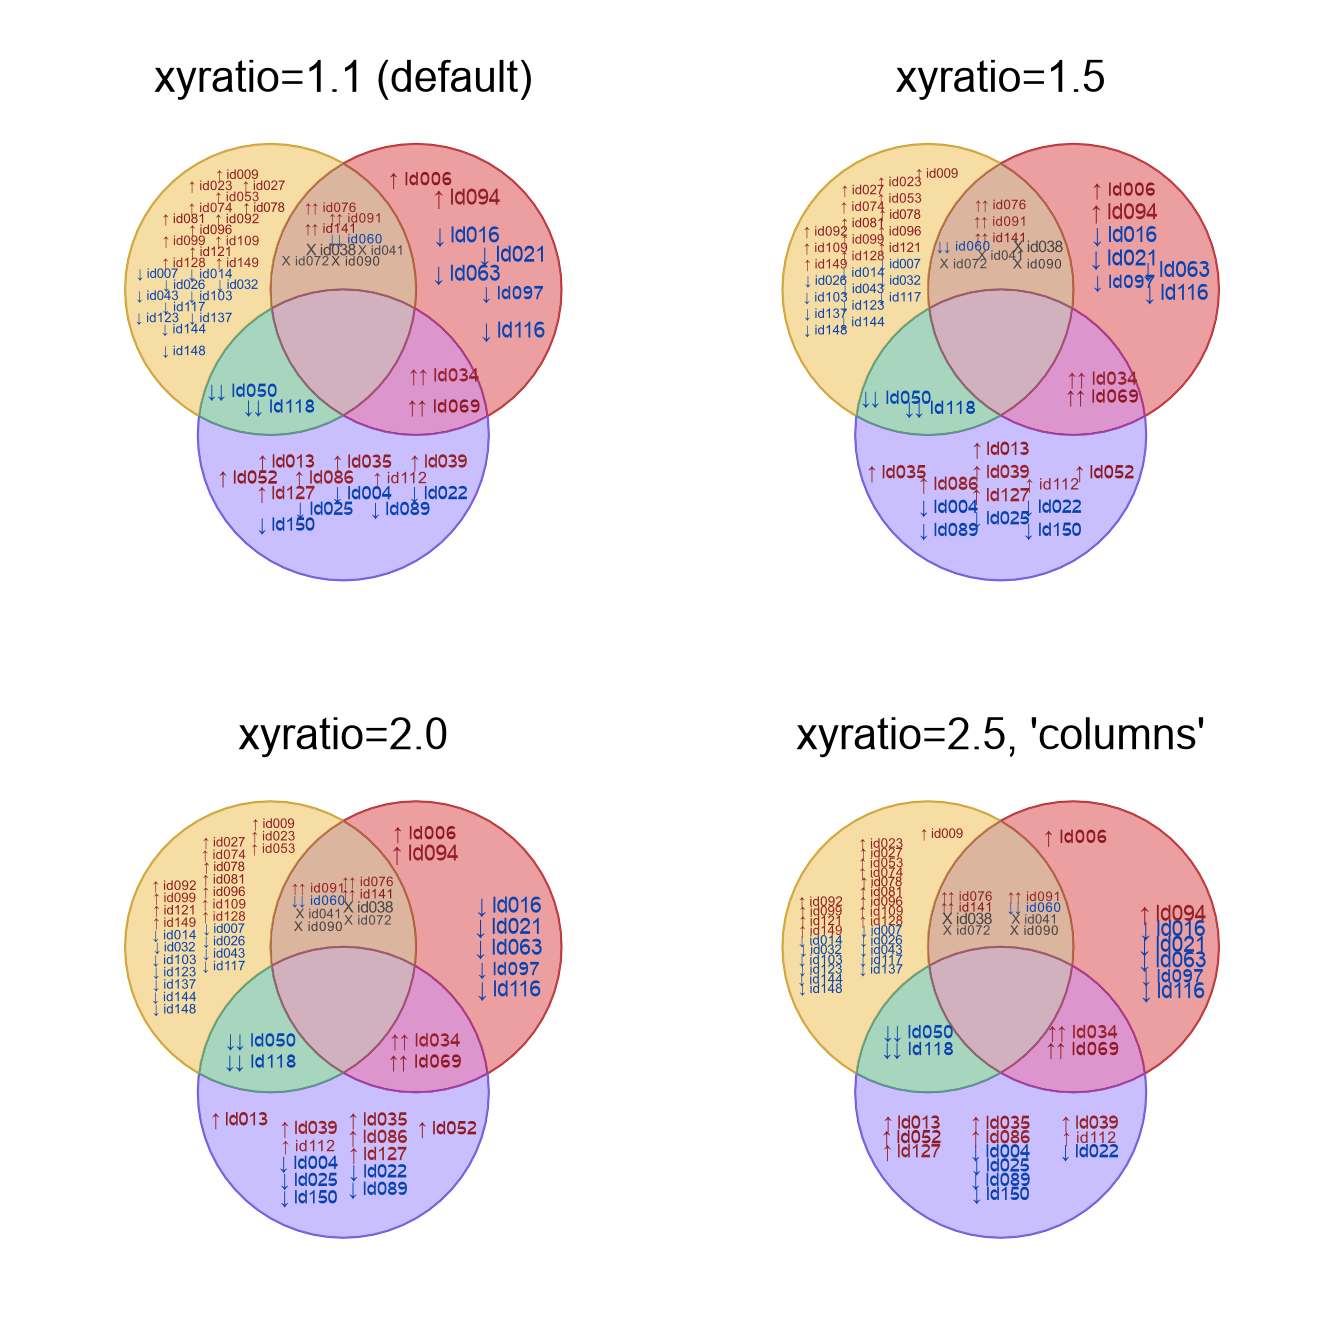 xyratio=1.1 (default)
↑ id009
↑ id023 ↑ id027
↑ id053
↑ id074 ↑ id078
↑ id081 ↑ id092
↑ id096
↑ id099 ↑ id109
↑ id121
↑ id128 ↑ id149
↓ id007 ↓ id014
↓ id026 ↓ id032
↓ id043 ↓ id103
↓ id117
↓ id123 ↓ id137
↓ id144
↓ id148
↑↑ id076
↑↑ id091
↑↑ id141
↓↓ id060
X id038 X id041
X id072 X id090
↑ Id006
↑ Id094
↓ Id016
↓ Id021
↓ Id063
↓ Id097
↓ Id116
↓↓ Id050
↓↓ Id118
↑↑ Id034
↑↑ Id069
↑ Id013 ↑ Id035 ↑ Id039
↑ Id052 ↑ Id086 ↑ id112
↑ Id127 ↓ Id004 ↓ Id022
↓ Id025 ↓ Id089
↓ Id150
xyratio=1.5
↑ id009
↑ id023
↑ id027
↑ id053
↑ id074
↑ id078
↑ id081
↑ id092 ↑ id096
↑ id099
↑ id109 ↑ id121
↑ id128
↑ id149 ↓ id007
↓ id014
↓ id026 ↓ id032
↓ id043
↓ id103 ↓ id117
↓ id123
↓ id137
↓ id144
↓ id148
↑↑ id076
↑↑ id091
↑↑ id141
↓↓ id060 X id038
X id041
X id072 X id090
↑ Id006
↑ Id094
↓ Id016
↓ Id021
↓ Id063
↓ Id097
↓ Id116
↓↓ Id050
↓↓ Id118
↑↑ Id034
↑↑ Id069
↑ Id013
↑ Id035 ↑ Id039 ↑ Id052
↑ Id086 ↑ id112
↑ Id127
↓ Id004 ↓ Id022
↓ Id025
↓ Id089 ↓ Id150
xyratio=2.0
↑ id009
↑ id023
↑ id053
↑ id027
↑ id074
↑ id078
↑ id081
↑ id096
↑ id109
↑ id128
↓ id007
↓ id026
↓ id043
↓ id117
↑ id092
↑ id099
↑ id121
↑ id149
↓ id014
↓ id032
↓ id103
↓ id123
↓ id137
↓ id144
↓ id148
↑↑ id076
↑↑ id091
↑↑ id141
↓↓ id060
X id038
X id041
X id072
X id090
↑ Id006
↑ Id094
↓ Id016
↓ Id021
↓ Id063
↓ Id097
↓ Id116
↓↓ Id050
↓↓ Id118
↑↑ Id034
↑↑ Id069
↑ Id013
↑ Id039
↑ id112
↓ Id004
↓ Id025
↓ Id150
↑ Id035
↑ Id086
↑ Id127
↓ Id022
↓ Id089
↑ Id052
xyratio=2.5, 'columns'
↑ id009
↑ id023
↑ id027
↑ id053
↑ id074
↑ id078
↑ id081
↑ id096
↑ id109
↑ id128
↓ id007
↓ id026
↓ id043
↓ id117
↓ id137
↑ id092
↑ id099
↑ id121
↑ id149
↓ id014
↓ id032
↓ id103
↓ id123
↓ id144
↓ id148
↑↑ id076 ↑↑ id091
↑↑ id141 ↓↓ id060
X id038 X id041
X id072 X id090
↑ Id006
↑ Id094
↓ Id016
↓ Id021
↓ Id063
↓ Id097
↓ Id116
↓↓ Id050
↓↓ Id118
↑↑ Id034
↑↑ Id069
↑ Id013 ↑ Id035 ↑ Id039
↑ Id052 ↑ Id086 ↑ id112
↑ Id127 ↓ Id004 ↓ Id022
↓ Id025
↓ Id089
↓ Id150